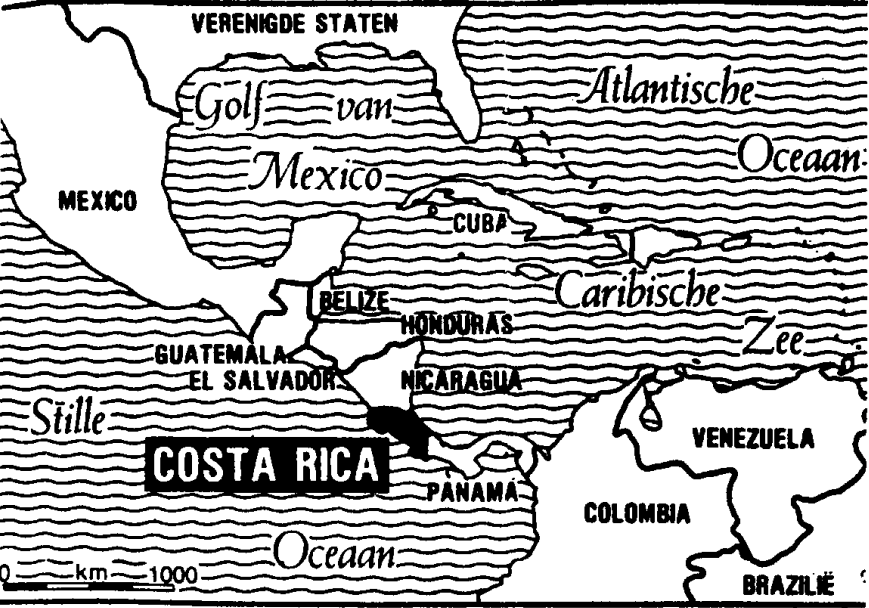 VERENIGDE STATEN
Golf van
Mexico
Atlantische
Oceaan
MEXICO
CUBA
BELIZE
Caribische
Zee
HONDURAS
GUATEMALA
EL SALVADOR
NICARAGUA
Stille
COSTA RICA
PANAMÁ
VENEZUELA
COLOMBIA
Oceaan
0 km 1000
BRAZILIË